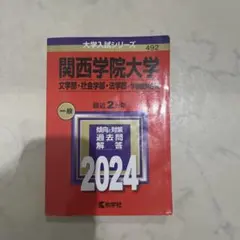 大学入試シリーズ
492
関西学院大学
文学部・社会学部・法学部
最近2カ年
一般
傾向と対策
過去問
解答
2024
教学社